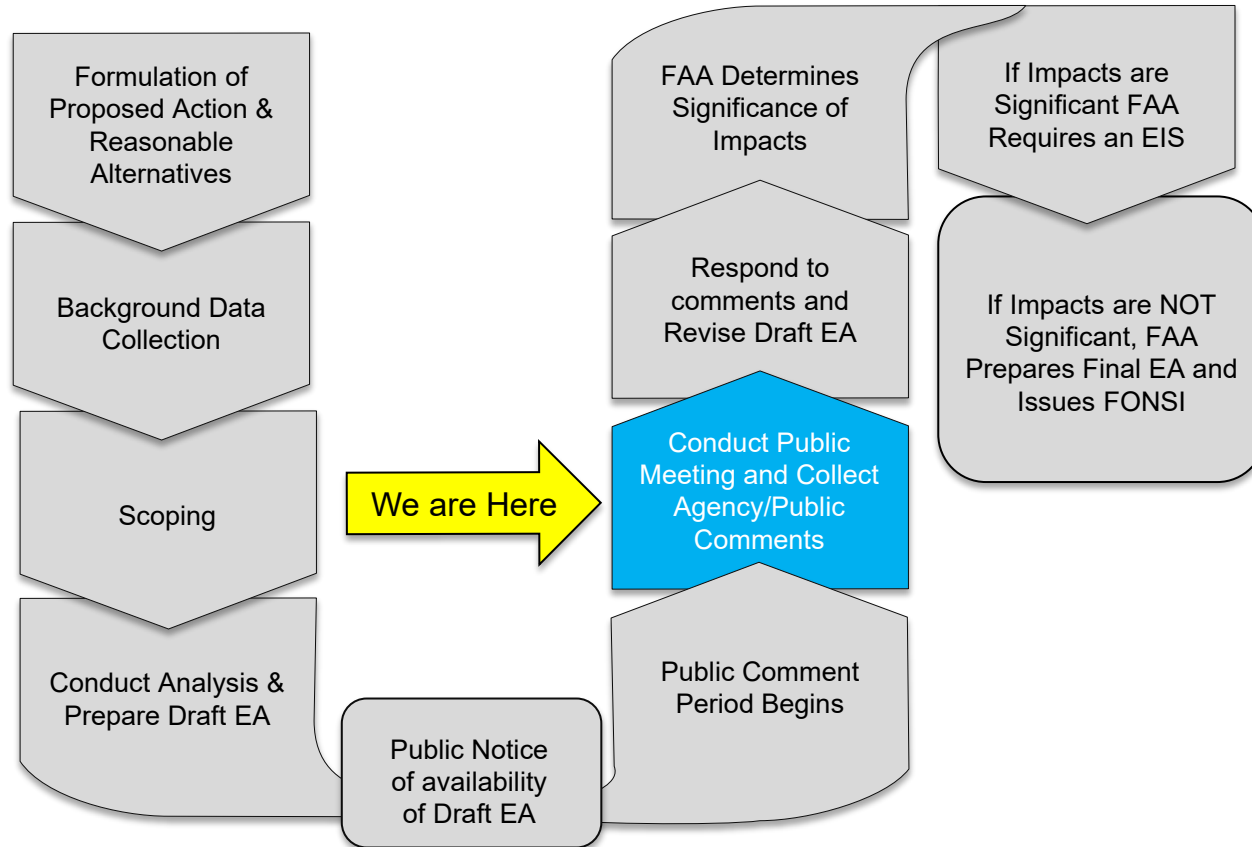 Formulation of
Proposed Action &
Reasonable
Alternatives
Background Data
Collection
Scoping
Conduct Analysis &
Prepare Draft EA
Public Notice
of availability
of Draft EA
Public Comment
Period Begins
We are Here
Conduct Public
Meeting and Collect
Agency/Public
Comments
Respond to
comments and
Revise Draft EA
FAA Determines
Significance of
Impacts
If Impacts are
Significant FAA
Requires an EIS
If Impacts are NOT
Significant, FAA
Prepares Final EA and
Issues FONSI